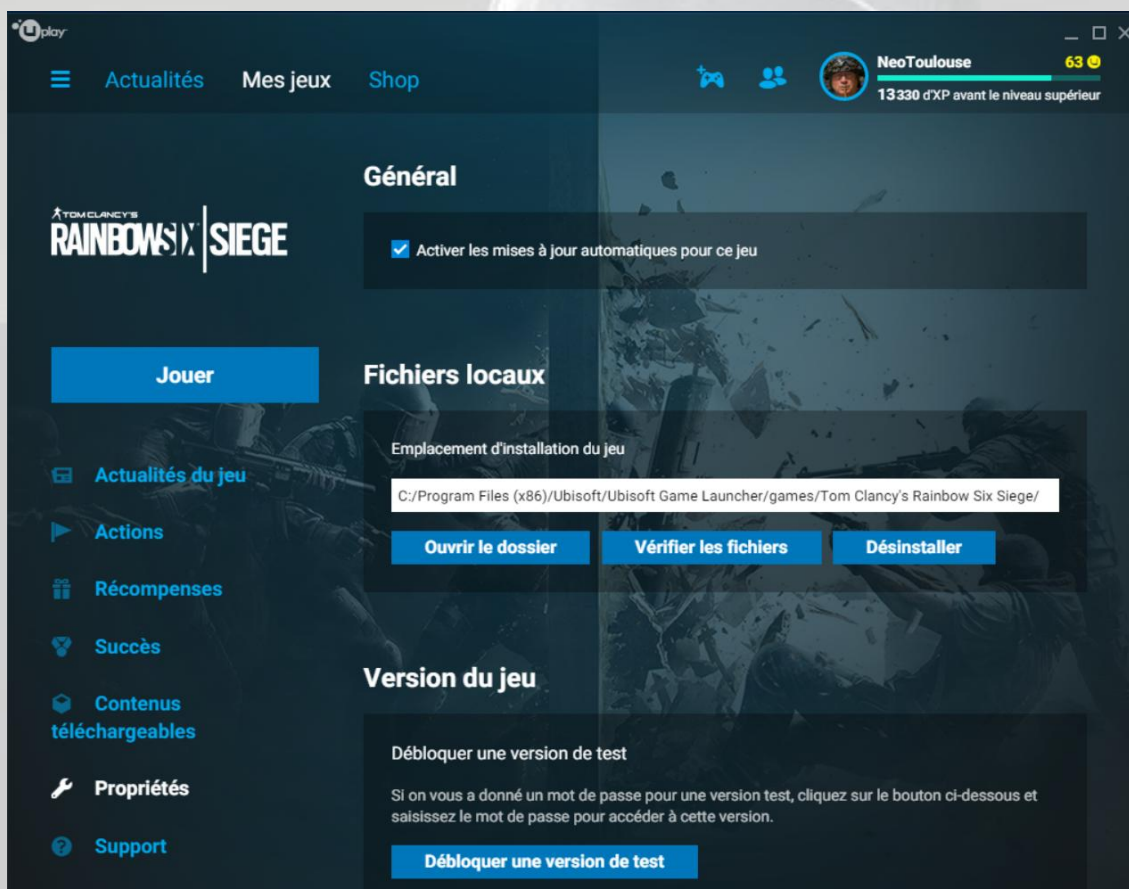 Uplay
Actualités Mes jeux Shop
NeoToulouse 63
13 330 d'XP avant le niveau supérieur
TOM CLANCY'S
RAINBOW SIX | SIEGE
Jouer
Actualités du jeu
Actions
Récompenses
Succès
Contenus
téléchargeables
Propriétés
Support
Général
Activer les mises à jour automatiques pour ce jeu
Fichiers locaux
Emplacement d'installation du jeu
C:/Program Files (x86)/Ubisoft/Ubisoft Game Launcher/games/Tom Clancy's Rainbow Six Siege/
Ouvrir le dossier Vérifier les fichiers Désinstaller
Version du jeu
Débloquer une version de test
Si on vous a donné un mot de passe pour une version test, cliquez sur le bouton ci-dessous et
saisissez le mot de passe pour accéder à cette version.
Débloquer une version de test